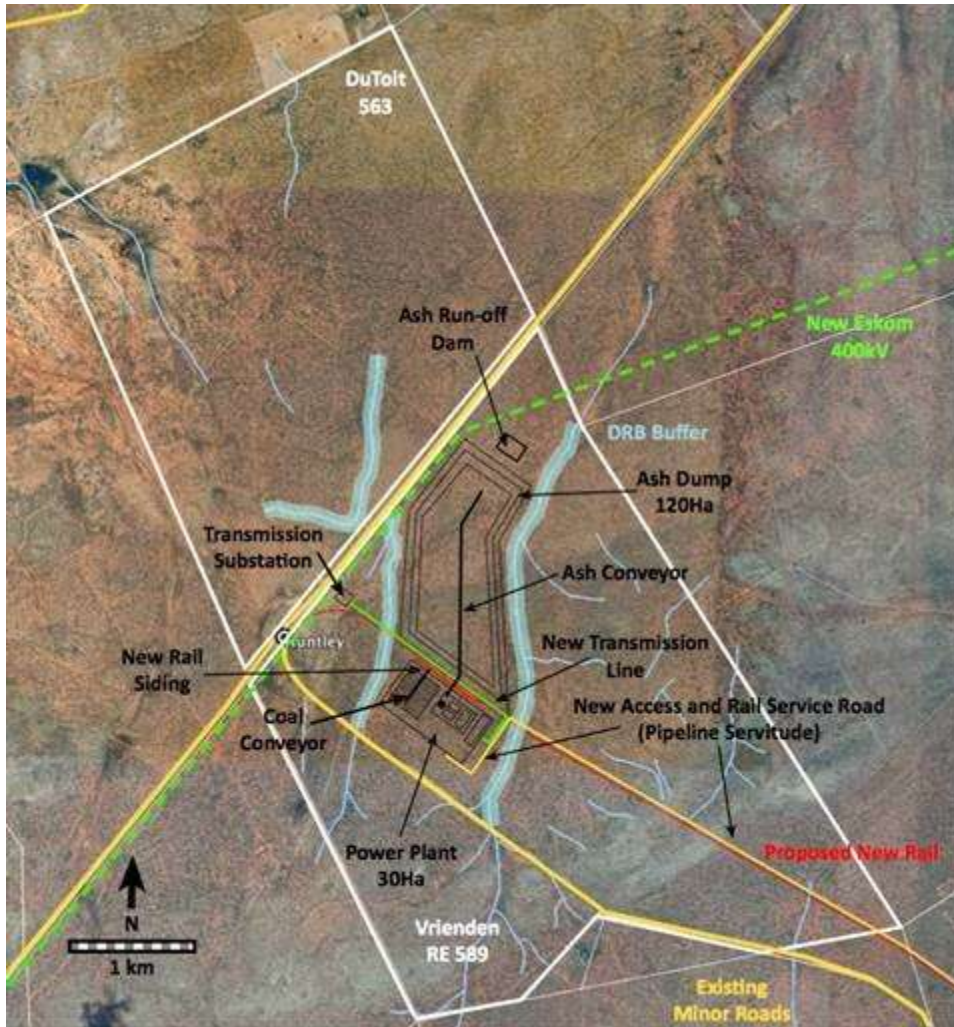 DuToit
563
Ash Run-off
Dam
New Eskom
400kV
DRB Buffer
Ash Dump
120Ha
Transmission
Substation
Ash Conveyor
New Rail
Siding
New Transmission
Line
Coal
Conveyor
New Access and Rail Service Road
(Pipeline Servitude)
Power Plant
30Ha
Proposed New Rail
N
1 km
Vrienden
RE 589
Existing
Minor Roads